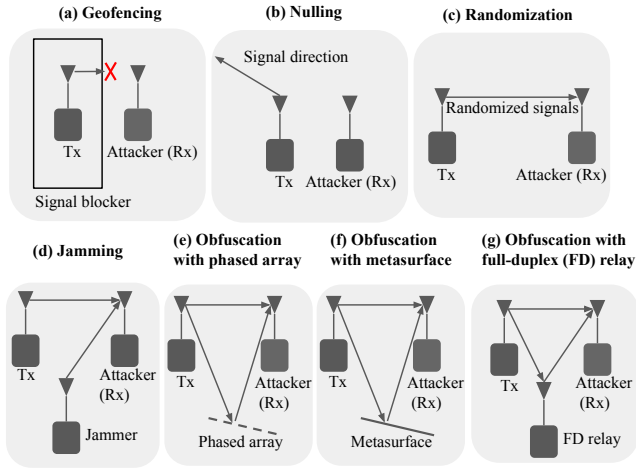 (a) Geofencing
Tx
Attacker (Rx)
Signal blocker
(b) Nulling
Signal direction
Tx
Attacker (Rx)
(c) Randomization
Randomized signals
Tx
Attacker (Rx)
(d) Jamming
Tx
Attacker
(Rx)
Jammer
(e) Obfuscation
with phased array
Tx
Attacker
(Rx)
Phased array
(f) Obfuscation
with metasurface
Tx
Attacker
(Rx)
Metasurface
(g) Obfuscation with
full-duplex (FD) relay
Tx
Attacker
(Rx)
FD relay